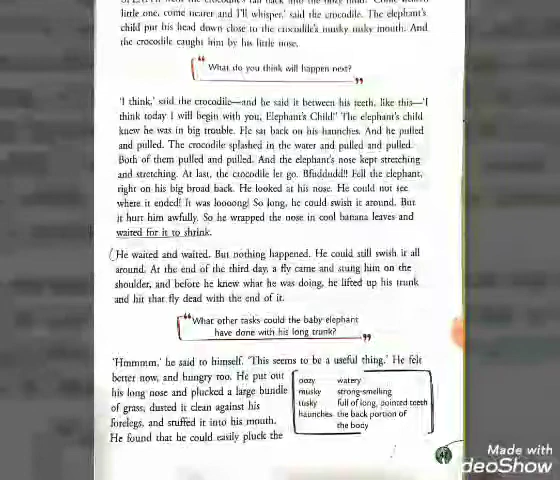 little one, come nearer and I'll whisper,' said the crocodile. The elephant's
child put his head down close to the crocodile's musky tusky mouth. And
the crocodile caught him by his little nose.
"What do you think will happen next?"
'I think,' said the crocodile—and he said it between his teeth, like this—'I
think today I will begin with you, Elephant's Child!' The elephant's child
knew he was in big trouble. He sat back on his haunches. And he pulled
and pulled. The crocodile splashed in the water and pulled and pulled.
Both of them pulled and pulled. And the elephant's nose kept stretching
and stretching. At last, the crocodile let go. Fell the elephant,
right on his big broad back. He looked at his nose. He could not see
where it ended! It was loooong! So long, he could swish it around. But
it hurt him awfully. So he wrapped the nose in cool banana leaves and
waited for it to shrink.
(He waited and waited. But nothing happened. He could still swish it all
around. At the end of the third day, a fly came and stung him on the
shoulder, and before he knew what he was doing, he lifted up his trunk
and hit that fly dead with the end of it.
"What other tasks could the baby elephant
have done with his long trunk?"
'Hmmmm,' he said to himself. 'This seems to be a useful thing.' He felt
better now, and hungry too. He put out
his long nose and plucked a large bundle
of grass, dusted it clean against his
forelegs, and stuffed it into his mouth.
He found that he could easily pluck the
oozy watery
musky strong-smelling
tusky full of long, pointed teeth
haunches the back portion of
the body
Made with
deoShow